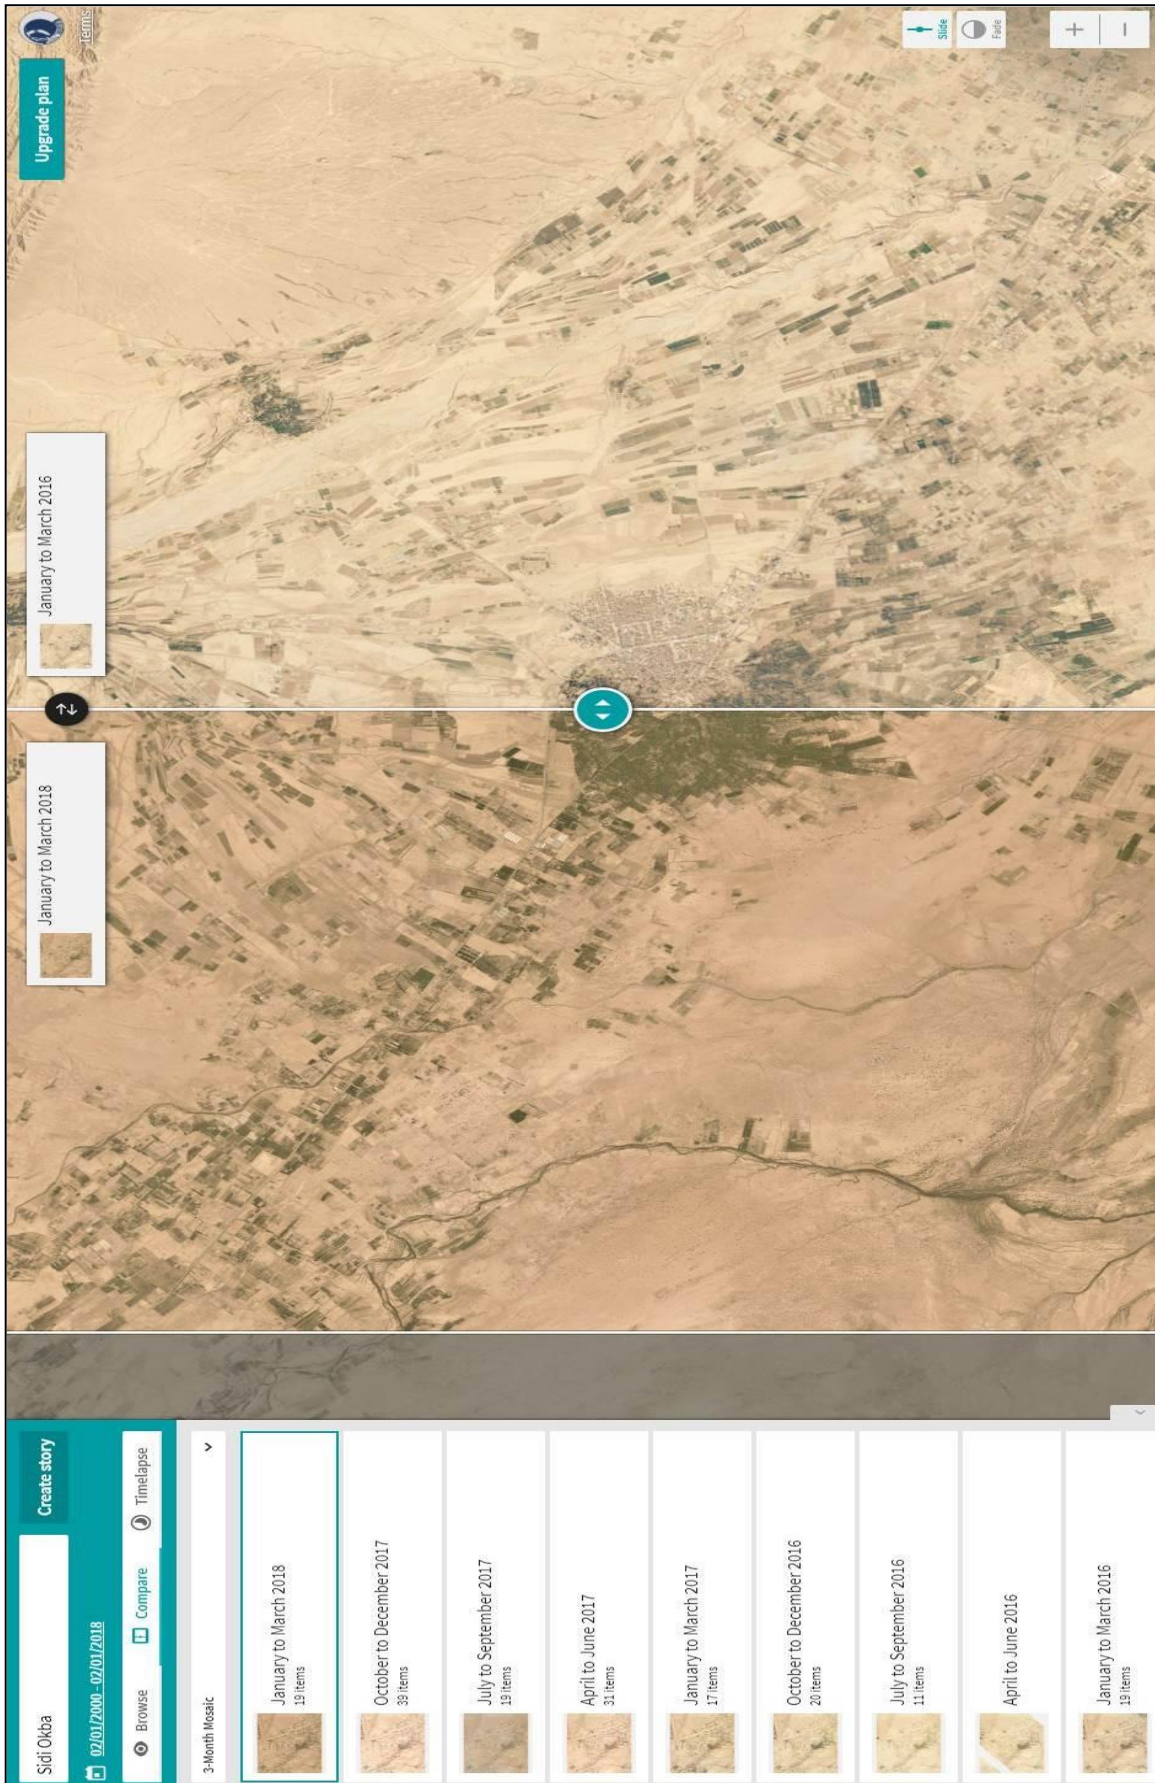 Sidi Okba
Create story
02/01/2000 - 02/01/2018
Browse
Compare
Timelapse
3-Month Mosaic
January to March 2018
19 items
October to December 2017
39 items
July to September 2017
19 items
April to June 2017
31 items
January to March 2017
17 items
October to December 2016
20 items
July to September 2016
11 items
April to June 2016
January to March 2016
19 items
January to March 2018
January to March 2016
Upgrade plan
Terms
Slide
Fade